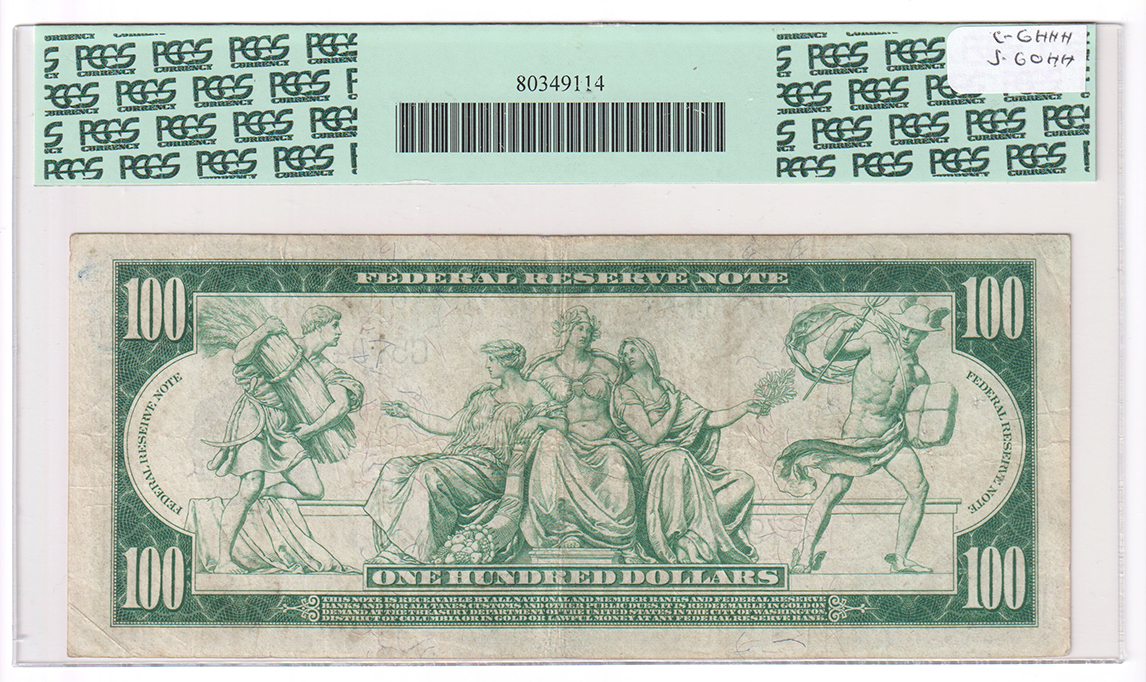 PCGS CURRENCY
80349114
FEDERAL RESERVE NOTE
100 100
FEDERAL RESERVE NOTE
FEDERAL RESERVE NOTE
100 100
ONE HUNDRED DOLLARS
THIS NOTE IS RECEIVABLE BY ALL NATIONAL AND MEMBER BANKS AND FEDERAL RESERVE
BANKS AND FOR ALL TAXES, CUSTOMS AND OTHER PUBLIC DUES. IT IS REDEEMABLE IN GOLD ON
DEMAND AT THE TREASURY DEPARTMENT OF THE UNITED STATES IN THE CITY OF WASHINGTON
DISTRICT OF COLUMBIA OR IN GOLD OR LAWFUL MONEY AT ANY FEDERAL RESERVE BANK.